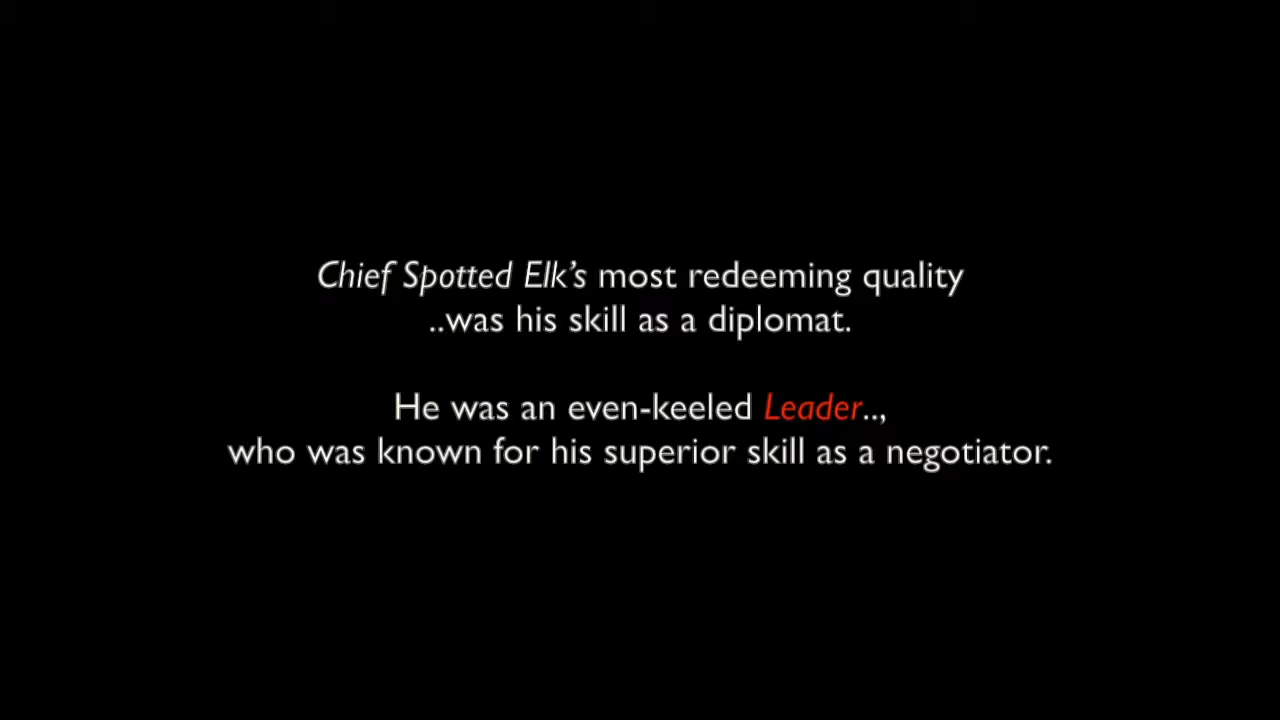 Chief Spotted Elk’s most redeeming quality
..was his skill as a diplomat.
He was an even-keeled Leader..,
who was known for his superior skill as a negotiator.